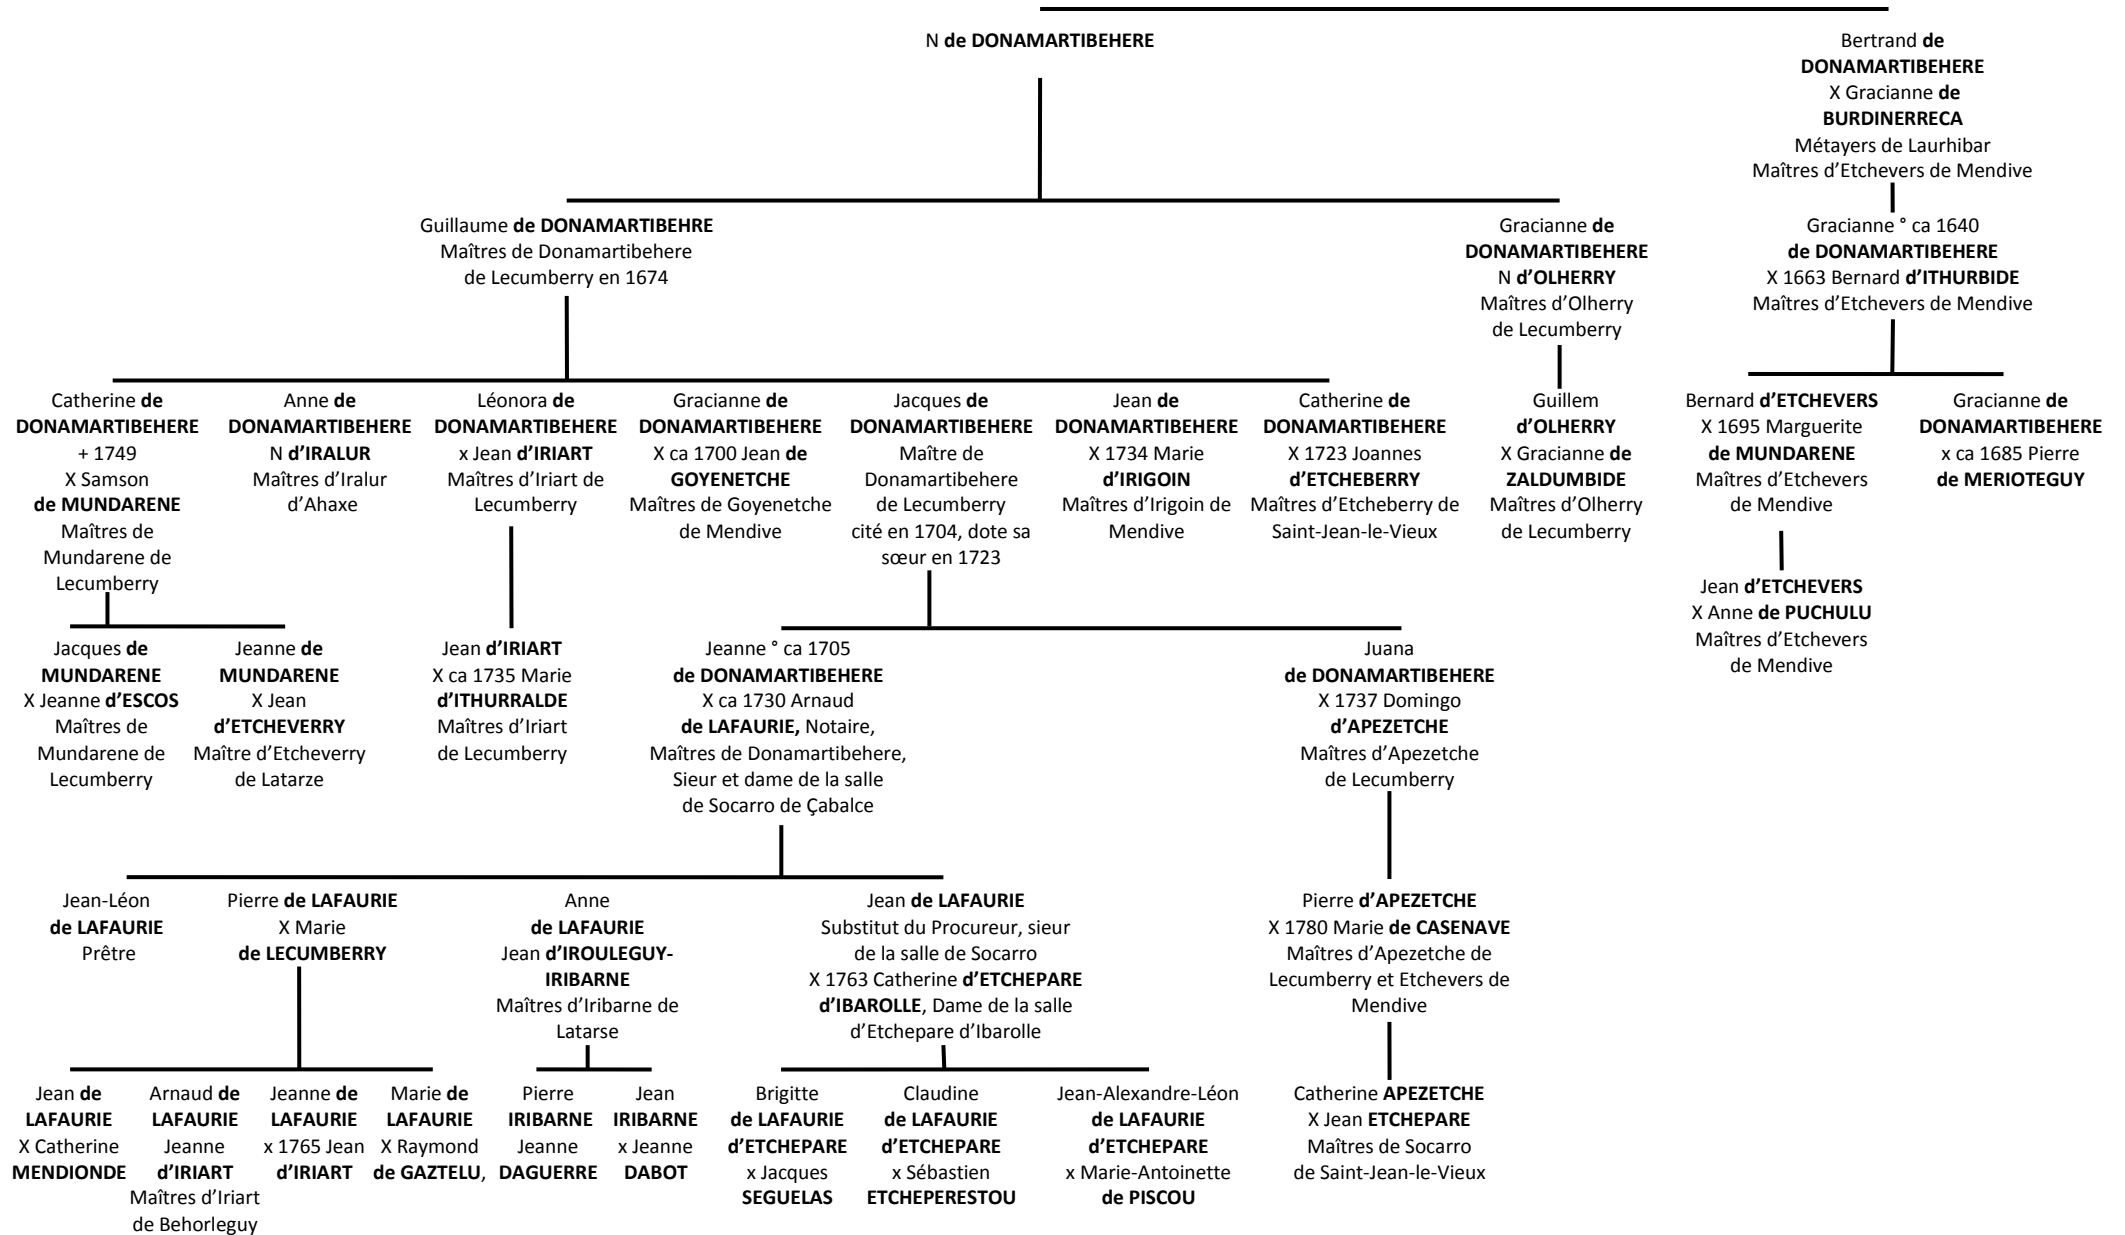 N de DONAMARTIBEHERE
Bertrand de
DONAMARTIBEHERE
X Gracianne de
BURDINERRECA
Métayers de Laurhibar
Maîtres d’Etchevers de Mendive
Guillaume de DONAMARTIBEHRE
Maîtres de Donamartibehere
de Lecumberry en 1674
Gracianne de
DONAMARTIBEHERE
N d’OLHERRY
Maîtres d’Olherry
de Lecumberry
Gracianne ° ca 1640
de DONAMARTIBEHERE
X 1663 Bernard d’ITHURBIDE
Maîtres d’Etchevers de Mendive
Catherine de
DONAMARTIBEHERE
+ 1749
X Samson
de MUNDARENE
Maîtres de
Mundarene de
Lecumberry
Anne de
DONAMARTIBEHERE
N d’IRALUR
Maîtres d’Iralur
d’Ahaxe
Léonora de
DONAMARTIBEHERE
x Jean d’IRIART
Maîtres d’Iriart de
Lecumberry
Gracianne de
DONAMARTIBEHERE
X ca 1700 Jean de
GOYENETCHE
Maîtres de Goyenetche
de Mendive
Jacques de
DONAMARTIBEHERE
Maître de
Donamartibehere
de Lecumberry
cité en 1704, dote sa
sœur en 1723
Jean de
DONAMARTIBEHERE
X 1734 Marie
d’IRIGOIN
Maîtres d’Irigoin de
Mendive
Catherine de
DONAMARTIBEHERE
X 1723 Joannes
d’ETCHEBERRY
Maîtres d’Etcheberry de
Saint-Jean-le-Vieux
Guillem
d’OLHERRY
X Gracianne de
ZALDUMBIDE
Maîtres d’Olherry
de Lecumberry
Bernard d’ETCHEVERS
X 1695 Marguerite
de MUNDARENE
Maîtres d’Etchevers
de Mendive
Gracianne de
DONAMARTIBEHERE
x ca 1685 Pierre
de MERIOTEGUY
Jean d’ETCHEVERS
X Anne de PUCHULU
Maîtres d’Etchevers
de Mendive
Jacques de
MUNDARENE
X Jeanne d’ESCOS
Maîtres de
Mundarene de
Lecumberry
Jeanne de
MUNDARENE
X Jean
d’ETCHEVERRY
Maître d’Etcheverry
de Latarze
Jean d’IRIART
X ca 1735 Marie
d’ITHURRALDE
Maîtres d’Iriart
de Lecumberry
Jeanne ° ca 1705
de DONAMARTIBEHERE
X ca 1730 Arnaud
de LAFAURIE, Notaire,
Maîtres de Donamartibehere,
Sieur et dame de la salle
de Socarro de Çabalce
Juana
de DONAMARTIBEHERE
X 1737 Domingo
d’APEZETCHE
Maîtres d’Apezetche
de Lecumberry
Jean-Léon
de LAFAURIE
Prêtre
Pierre de LAFAURIE
X Marie
de LECUMBERRY
Anne
de LAFAURIE
Jean d’IROULEGUY-
IRIBARNE
Maîtres d’Iribarne de
Latarse
Jean de LAFAURIE
Substitut du Procureur, sieur
de la salle de Socarro
X 1763 Catherine d’ETCHEPARE
d’IBAROLLE, Dame de la salle
d’Etchepare d’Ibarolle
Pierre d’APEZETCHE
X 1780 Marie de CASENAVE
Maîtres d’Apezetche de
Lecumberry et Etchevers de
Mendive
Jean de
LAFAURIE
X Catherine
MENDIONDE
Arnaud de
LAFAURIE
Jeanne
d’IRIART
Maîtres d’Iriart
de Behorleguy
Jeanne de
LAFAURIE
x 1765 Jean
d’IRIART
Marie de
LAFAURIE
X Raymond
de GAZTELU,
Pierre
IRIBARNE
Jeanne
DAGUERRE
Jean
IRIBARNE
x Jeanne
DABOT
Brigitte
de LAFAURIE
d’ETCHEPARE
x Jacques
SEGUELAS
Claudine
de LAFAURIE
d’ETCHEPARE
x Sébastien
ETCHEPERESTOU
Jean-Alexandre-Léon
de LAFAURIE
d’ETCHEPARE
x Marie-Antoinette
de PISCOU
Catherine APEZETCHE
X Jean ETCHEPARE
Maîtres de Socarro
de Saint-Jean-le-Vieux